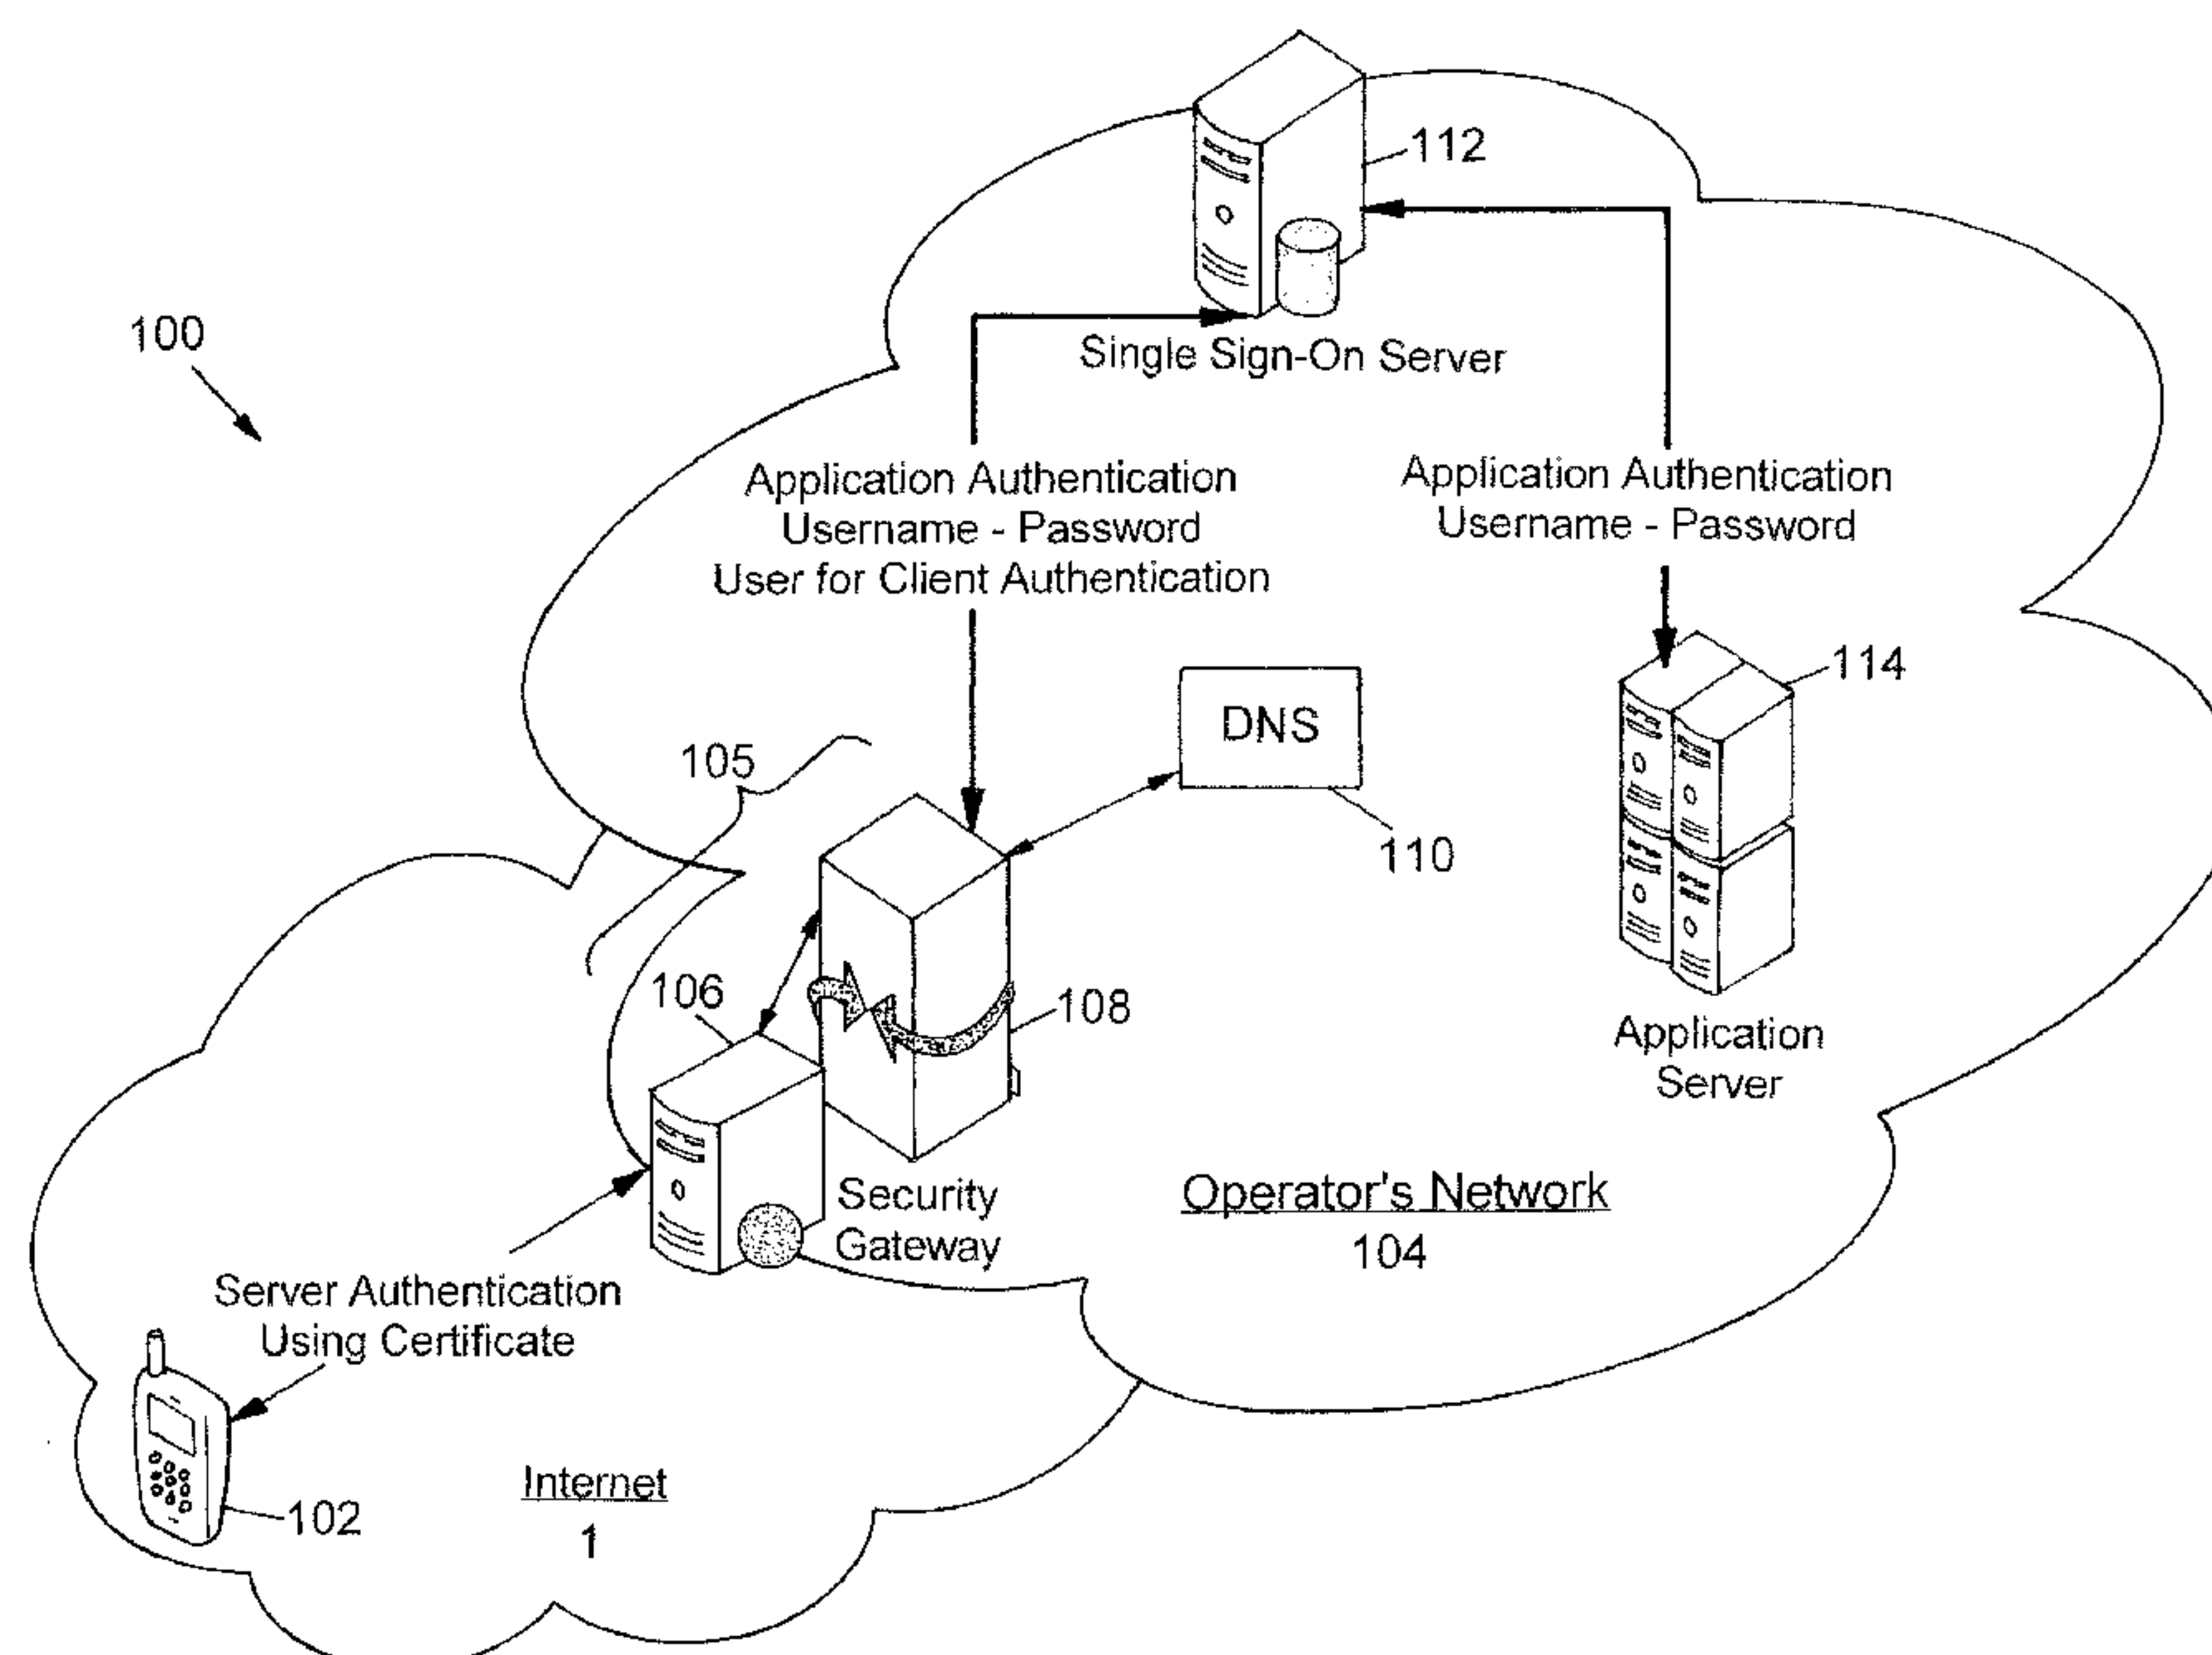 112
100
Single Sign-On Server
Application Authentication
Username - Password
User for Client Authentication
Application Authentication
Username - Password
114
DNS
105
110
106
108
Application
Server
Security
Gateway
Operator's Network
104
Server Authentication
Using Certificate
Internet
1
102